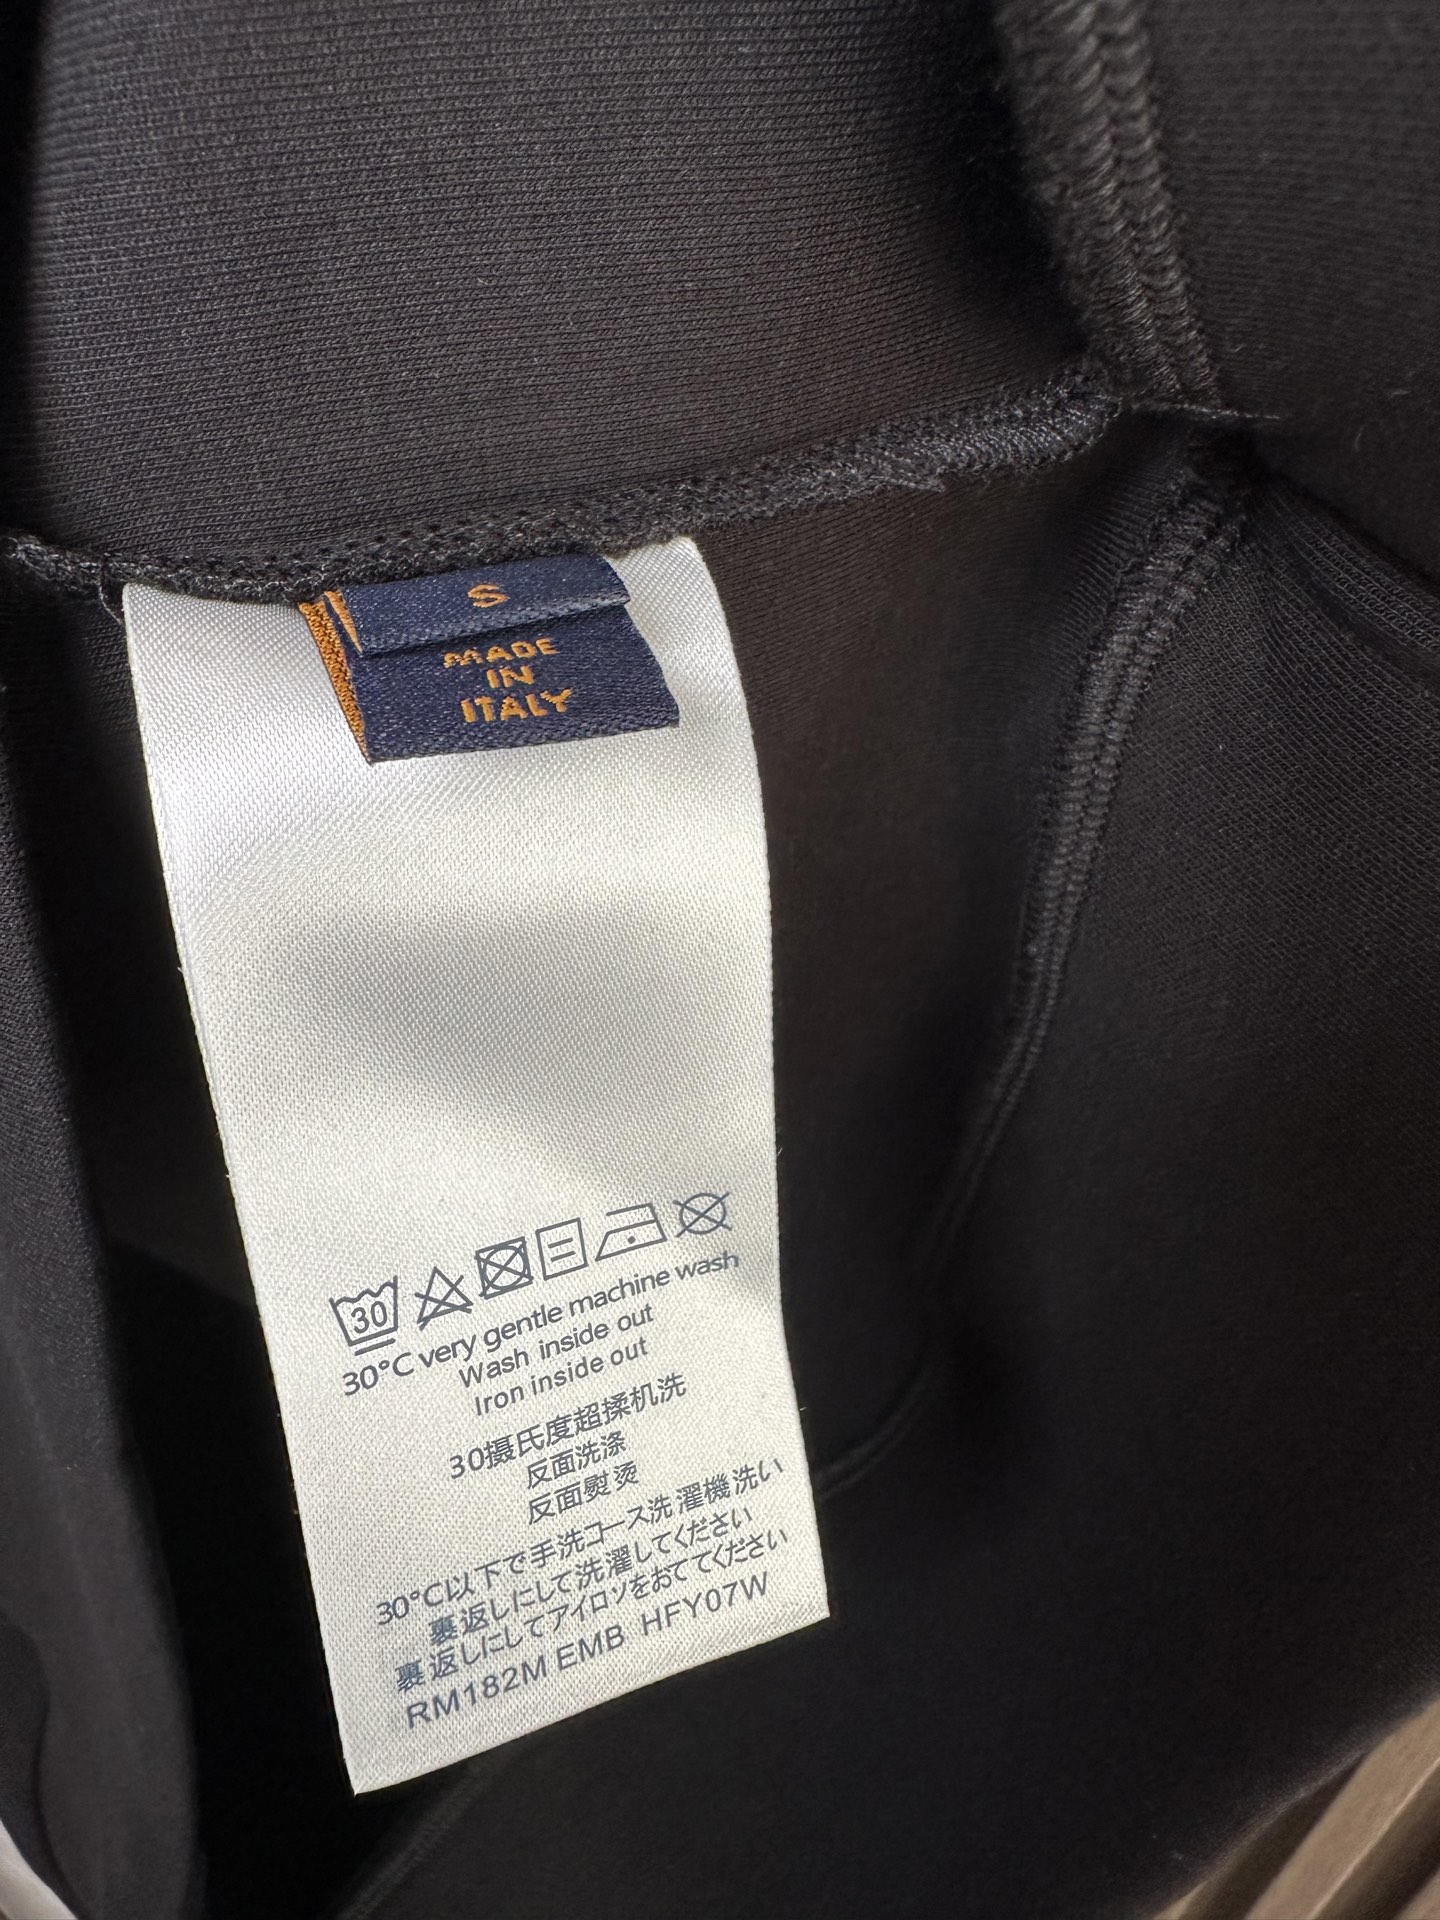 S
MADE
IN
ITALY
30
30°C very gentle machine wash
Wash inside out
Iron inside out
30摄氏度超揉机洗
反面洗涤
反面熨烫
30°C以下で手洗コース洗濯機洗い
裏返しにして洗濯してください
裏返しにしてアイロソをおててください
RM182M EMB HFY07W